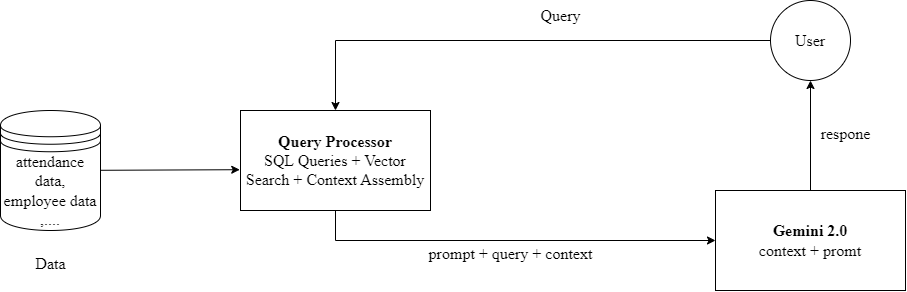 Query
User
Query Processor
SQL Queries + Vector
Search + Context Assembly
attendance
data,
employee data
,....
Data
respone
prompt + query + context
Gemini 2.0
context + promt